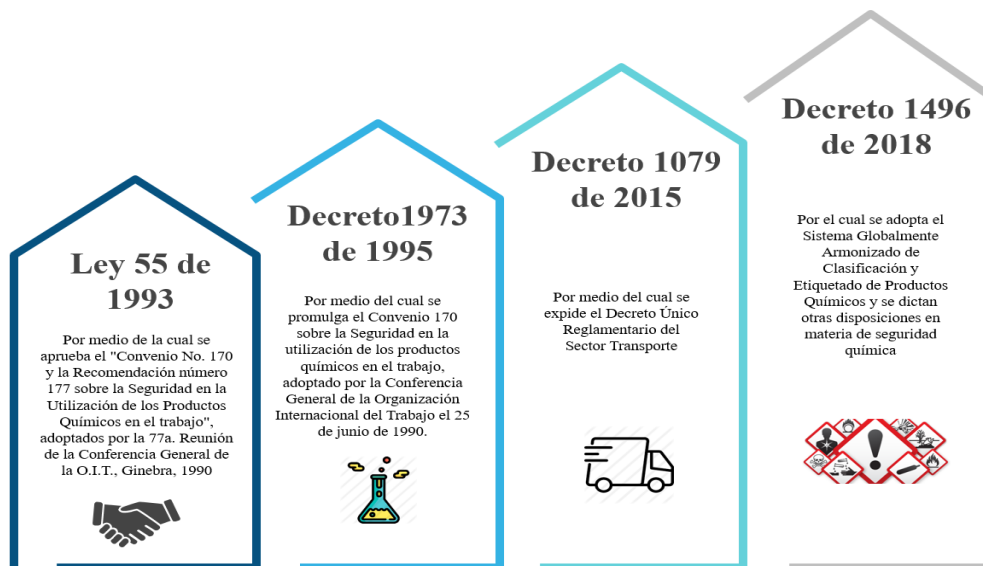 Ley 55 de
1993
Por medio de la cual se
aprueba el "Convenio No. 170
y la Recomendación número
177 sobre la Seguridad en la
Utilización de los Productos
Químicos en el trabajo",
adoptados por la 77a. Reunión
de la Conferencia General de
la O.I.T., Ginebra, 1990
Decreto1973
de 1995
Por medio del cual se
promulga el Convenio 170
sobre la Seguridad en la
utilización de los productos
químicos en el trabajo,
adoptado por la Conferencia
General de la Organización
Internacional del Trabajo el 25
de junio de 1990.
Decreto 1079
de 2015
Por medio del cual se
expide el Decreto Único
Reglamentario del
Sector Transporte
Decreto 1496
de 2018
Por el cual se adopta el
Sistema Globalmente
Armonizado de
Clasificación y
Etiquetado de Productos
Químicos y se dictan
otras disposiciones en
materia de seguridad
química